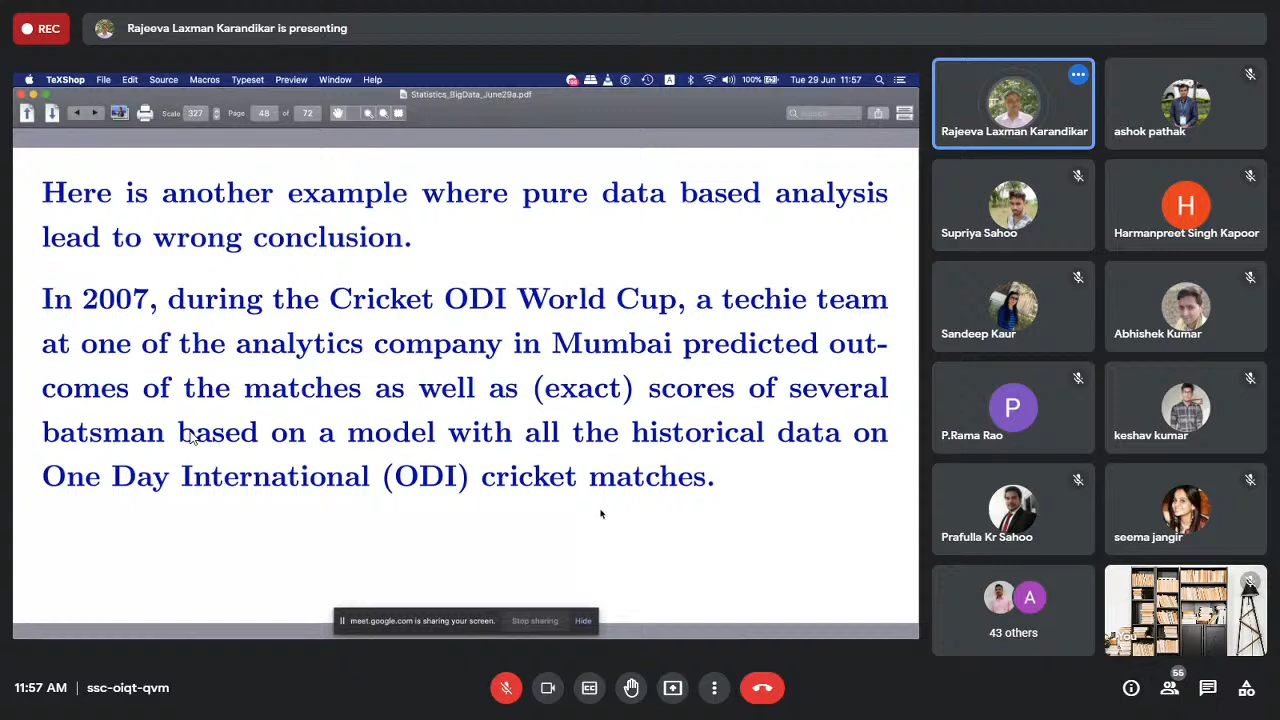 REC
Rajeeva Laxman Karandikar is presenting
TeXShop File Edit Source Macros Typeset Preview Window Help
A 100% Tue 29 Jun 11:57
Statistics_BigData_June29a.pdf
Scale 327 Page 48 of 72 Search
Here is another example where pure data based analysis
lead to wrong conclusion.
In 2007, during the Cricket ODI World Cup, a techie team
at one of the analytics company in Mumbai predicted out-
comes of the matches as well as (exact) scores of several
batsman based on a model with all the historical data on
One Day International (ODI) cricket matches.
meet.google.com is sharing your screen. Stop sharing Hide
Rajeeva Laxman Karandikar
ashok pathak
Supriya Sahoo
H
Harmanpreet Singh Kapoor
Sandeep Kaur
Abhishek Kumar
P
P.Rama Rao
keshav kumar
Prafulla Kr Sahoo
seema jangir
A
43 others
You
11:57 AM | ssc-oiqt-qvm
CC
55